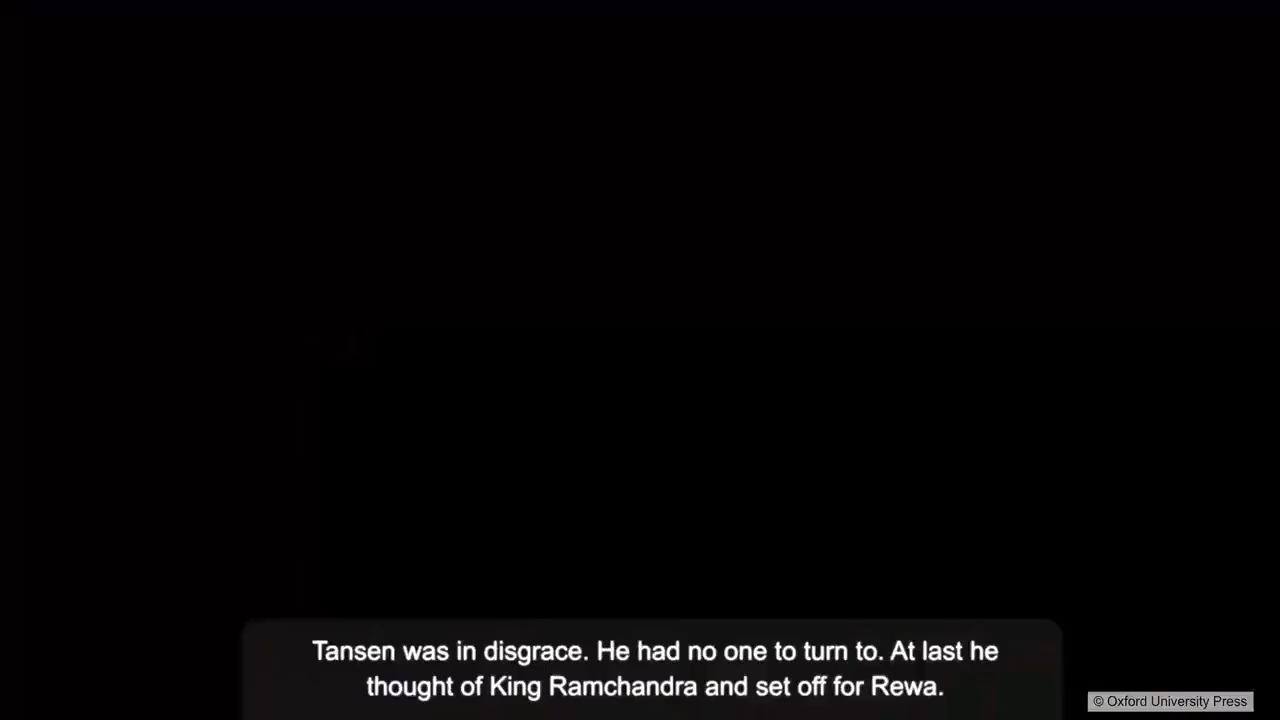 Tansen was in disgrace. He had no one to turn to. At last he
thought of King Ramchandra and set off for Rewa.
© Oxford University Press